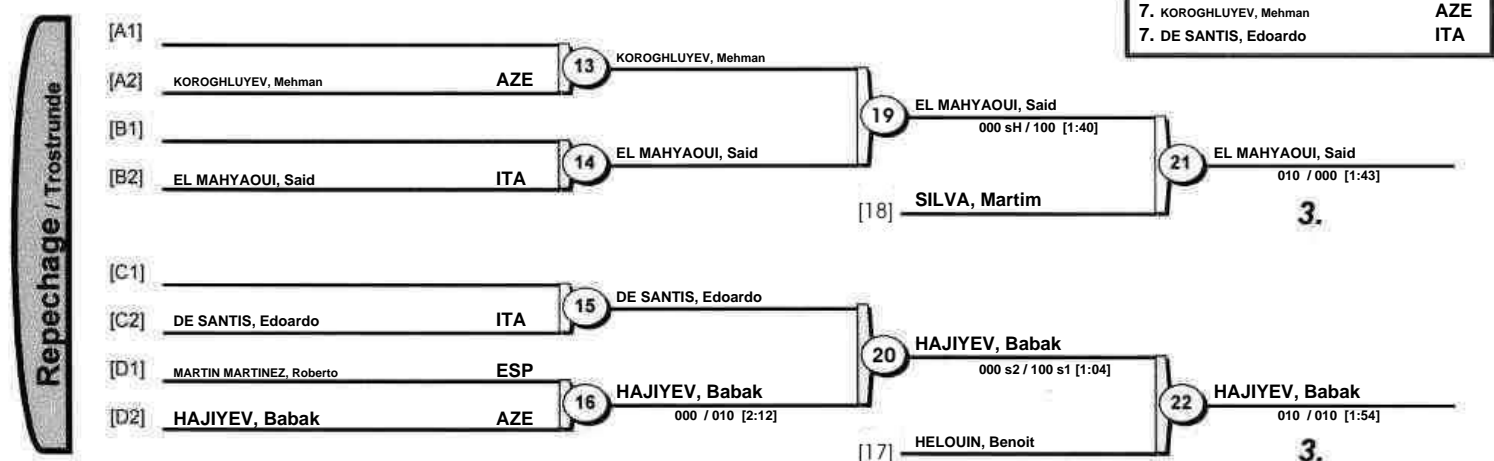 7. KOROGHLUYEV, Mehman AZE
7. DE SANTIS, Edoardo ITA
Repechage / Trostrunde
[A1]
[A2] KOROGHLUYEV, Mehman AZE
13 KOROGHLUYEV, Mehman
[B1]
[B2] EL MAHYAOUI, Said ITA
14 EL MAHYAOUI, Said
19 EL MAHYAOUI, Said
000 sH / 100 [1:40]
[18] SILVA, Martim
21 EL MAHYAOUI, Said
010 / 000 [1:43]
3.
[C1]
[C2] DE SANTIS, Edoardo ITA
15 DE SANTIS, Edoardo
[D1] MARTIN MARTINEZ, Roberto ESP
[D2] HAJIYEV, Babak AZE
16 HAJIYEV, Babak
000 / 010 [2:12]
20 HAJIYEV, Babak
000 s2 / 100 s1 [1:04]
[17] HELOUIN, Benoit
22 HAJIYEV, Babak
010 / 010 [1:54]
3.